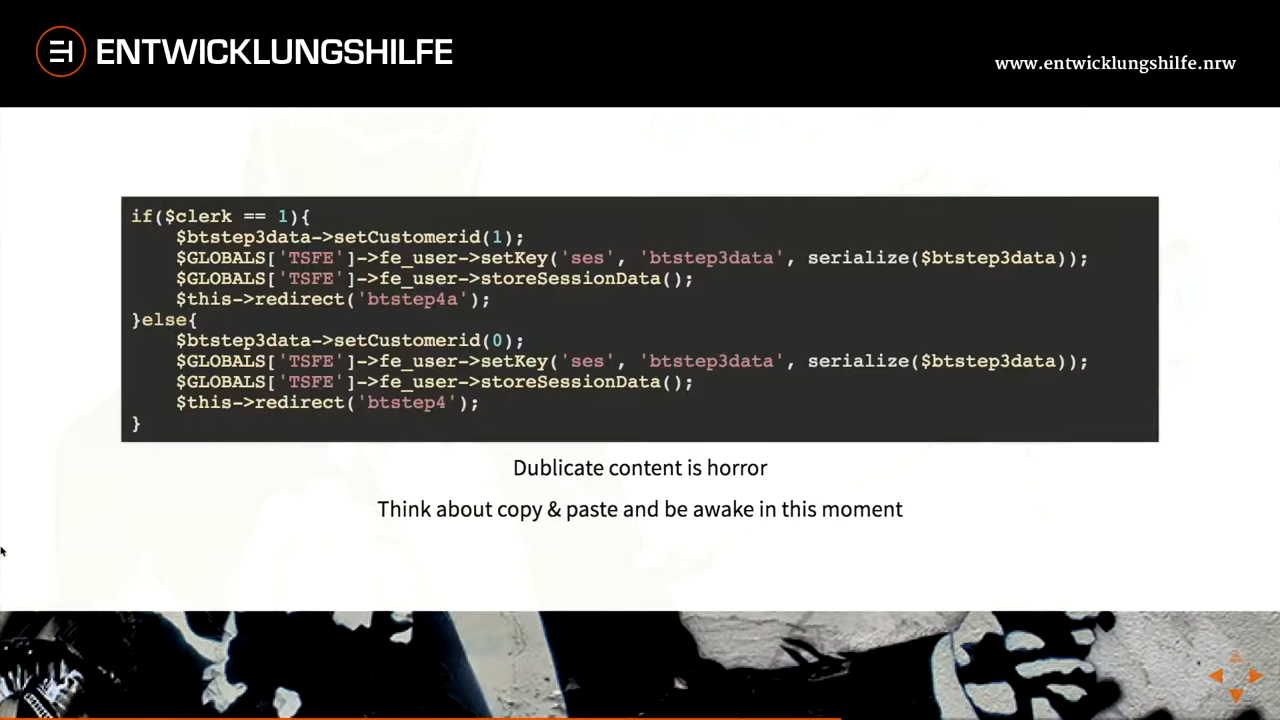 ENTWICKLUNGSHILFE
www.entwicklungshilfe.nrw
if($clerk == 1){
    $btstep3data->setCustomerid(1);
    $GLOBALS['TSFE']->fe_user->setKey('ses', 'btstep3data', serialize($btstep3data));
    $GLOBALS['TSFE']->fe_user->storeSessionData();
    $this->redirect('btstep4a');
}else{
    $btstep3data->setCustomerid(0);
    $GLOBALS['TSFE']->fe_user->setKey('ses', 'btstep3data', serialize($btstep3data));
    $GLOBALS['TSFE']->fe_user->storeSessionData();
    $this->redirect('btstep4');
}
Dublicate content is horror
Think about copy & paste and be awake in this moment